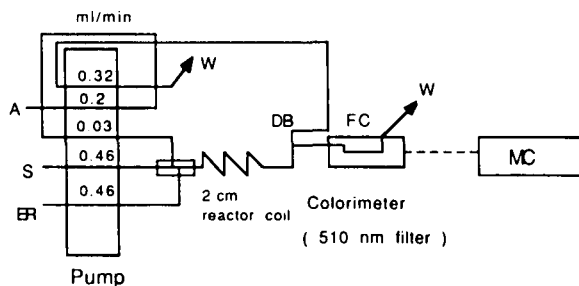 ml/min
0.32
W
0.2
A
0.03
DB
FC
W
S
0.46
MC
ER
0.46
2 cm
reactor coil
Colorimeter
( 510 nm filter )
Pump